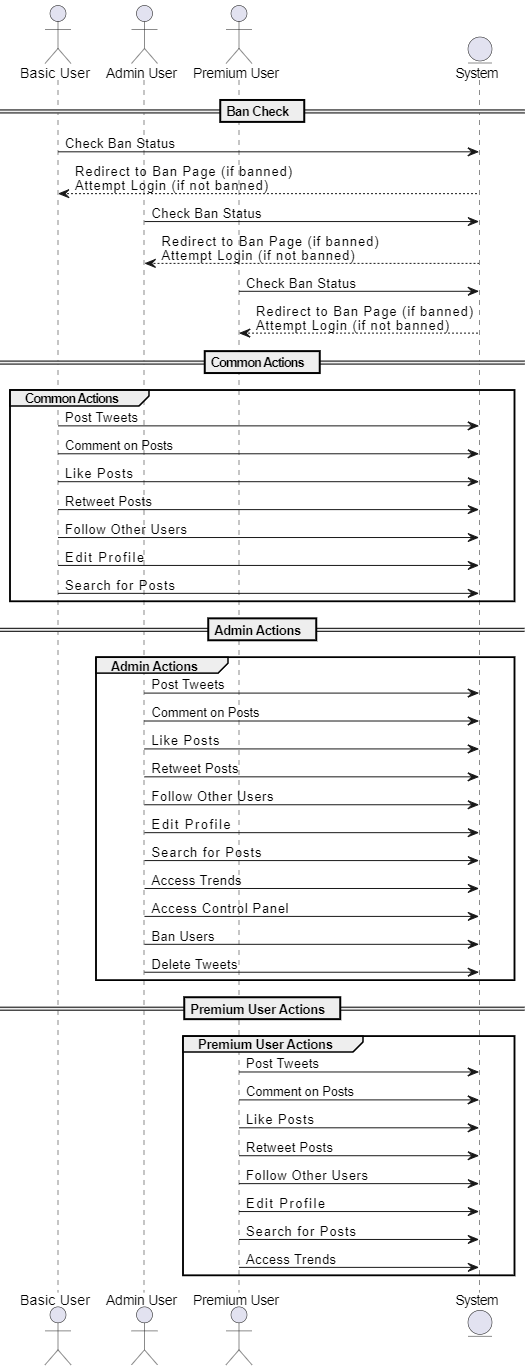 Basic User
Admin User
Premium User
System
Ban Check
Check Ban Status
Redirect to Ban Page (if banned)
Attempt Login (if not banned)
Check Ban Status
Redirect to Ban Page (if banned)
Attempt Login (if not banned)
Check Ban Status
Redirect to Ban Page (if banned)
Attempt Login (if not banned)
Common Actions
Common Actions
Post Tweets
Comment on Posts
Like Posts
Retweet Posts
Follow Other Users
Edit Profile
Search for Posts
Admin Actions
Admin Actions
Post Tweets
Comment on Posts
Like Posts
Retweet Posts
Follow Other Users
Edit Profile
Search for Posts
Access Trends
Access Control Panel
Ban Users
Delete Tweets
Premium User Actions
Premium User Actions
Post Tweets
Comment on Posts
Like Posts
Retweet Posts
Follow Other Users
Edit Profile
Search for Posts
Access Trends
Basic User
Admin User
Premium User
System